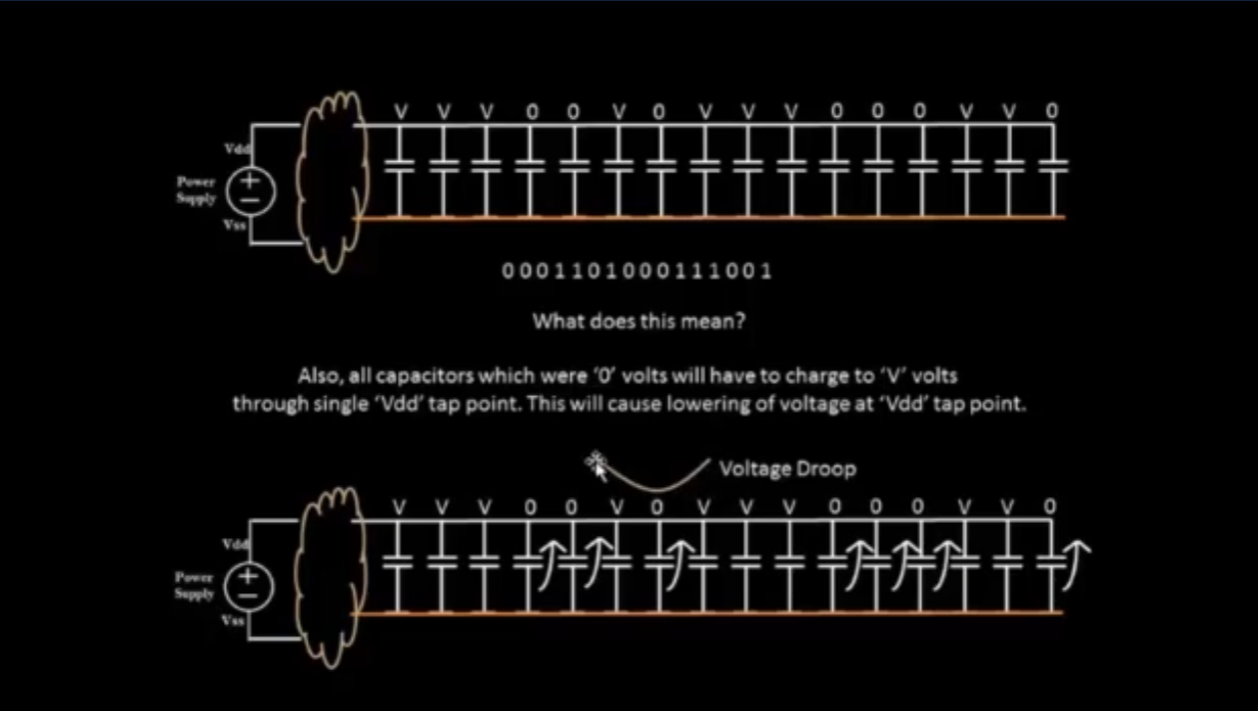 V V V 0 0 V 0 V V V 0 0 0 V V 0
Vdd
Power
Supply
Vss
0 0 0 1 1 0 1 0 0 0 1 1 1 0 0 1
What does this mean?
Also, all capacitors which were '0' volts will have to charge to 'V' volts
through single 'Vdd' tap point. This will cause lowering of voltage at 'Vdd' tap point.
Voltage Droop
V V V 0 0 V 0 V V V 0 0 0 V V 0
Vdd
Power
Supply
Vss